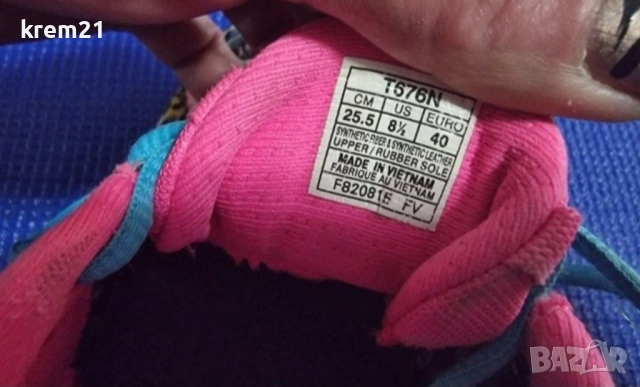 krem21
T576N
CM US EURO
25.5 8½ 40
SYNTHETIC FIBER & SYNTHETIC LEATHER
UPPER / RUBBER SOLE
MADE IN VIETNAM
FABRIQUE AU VIETNAM
FV
BAZAR